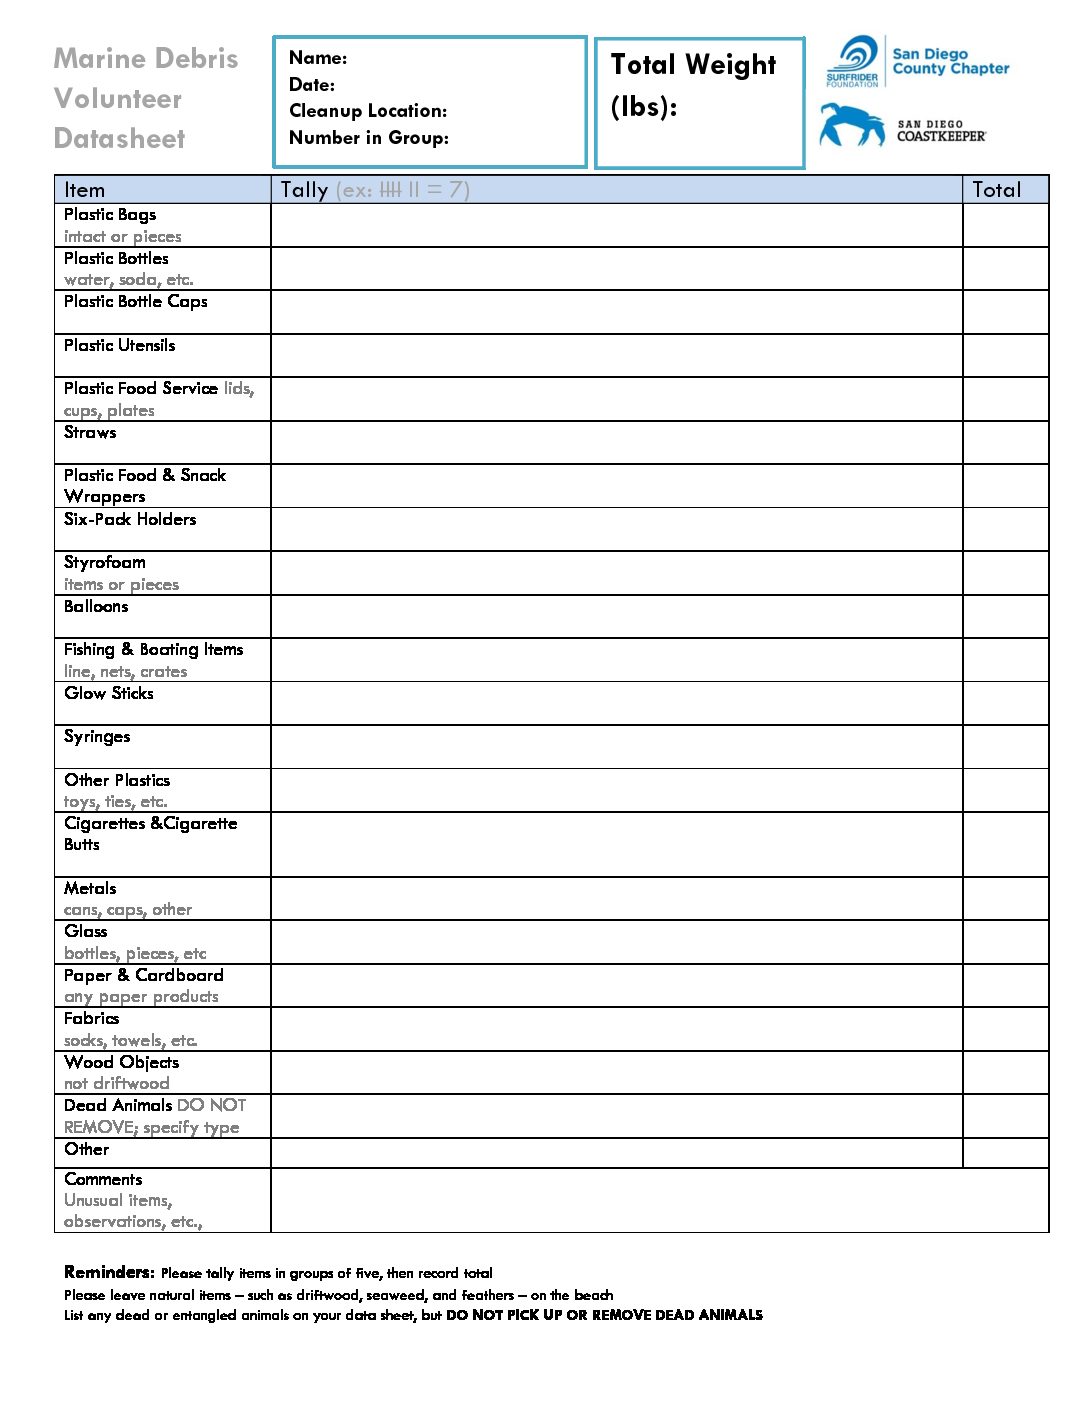 Marine Debris
Volunteer
Datasheet
Name:
Date:
Cleanup Location:
Number in Group:
Total Weight
(lbs):
SURFRIDER
FOUNDATION
San Diego
County Chapter
SAN DIEGO
COASTKEEPER
Item Tally (ex: IIII II = 7) Total
Plastic Bags
intact or pieces
Plastic Bottles
water, soda, etc.
Plastic Bottle Caps
Plastic Utensils
Plastic Food Service lids,
cups, plates
Straws
Plastic Food & Snack
Wrappers
Six-Pack Holders
Styrofoam
items or pieces
Balloons
Fishing & Boating Items
line, nets, crates
Glow Sticks
Syringes
Other Plastics
toys, ties, etc.
Cigarettes &Cigarette
Butts
Metals
cans, caps, other
Glass
bottles, pieces, etc
Paper & Cardboard
any paper products
Fabrics
socks, towels, etc.
Wood Objects
not driftwood
Dead Animals DO NOT
REMOVE; specify type
Other
Comments
Unusual items,
observations, etc.,
Reminders: Please tally items in groups of five, then record total
Please leave natural items – such as driftwood, seaweed, and feathers – on the beach
List any dead or entangled animals on your data sheet, but DO NOT PICK UP OR REMOVE DEAD ANIMALS